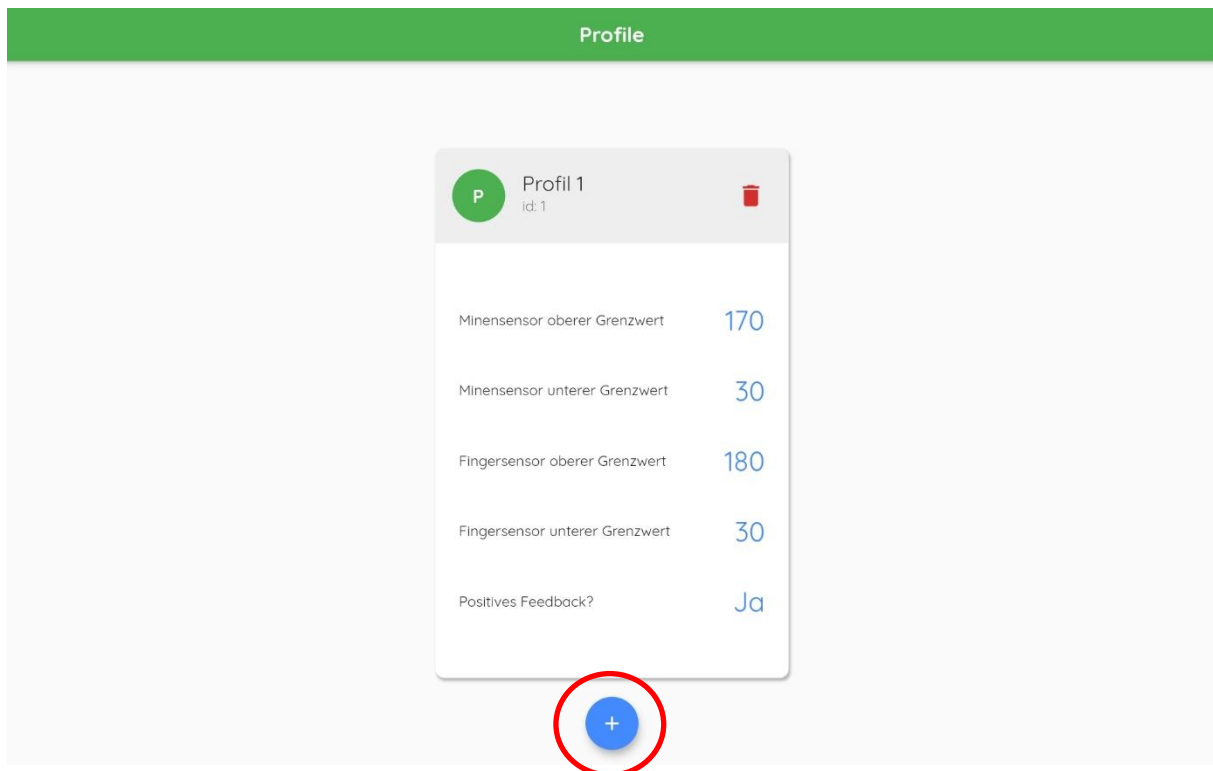 Profile
P
Profil 1
id: 1
Minensensor oberer Grenzwert 170
Minensensor unterer Grenzwert 30
Fingersensor oberer Grenzwert 180
Fingersensor unterer Grenzwert 30
Positives Feedback? Ja
+